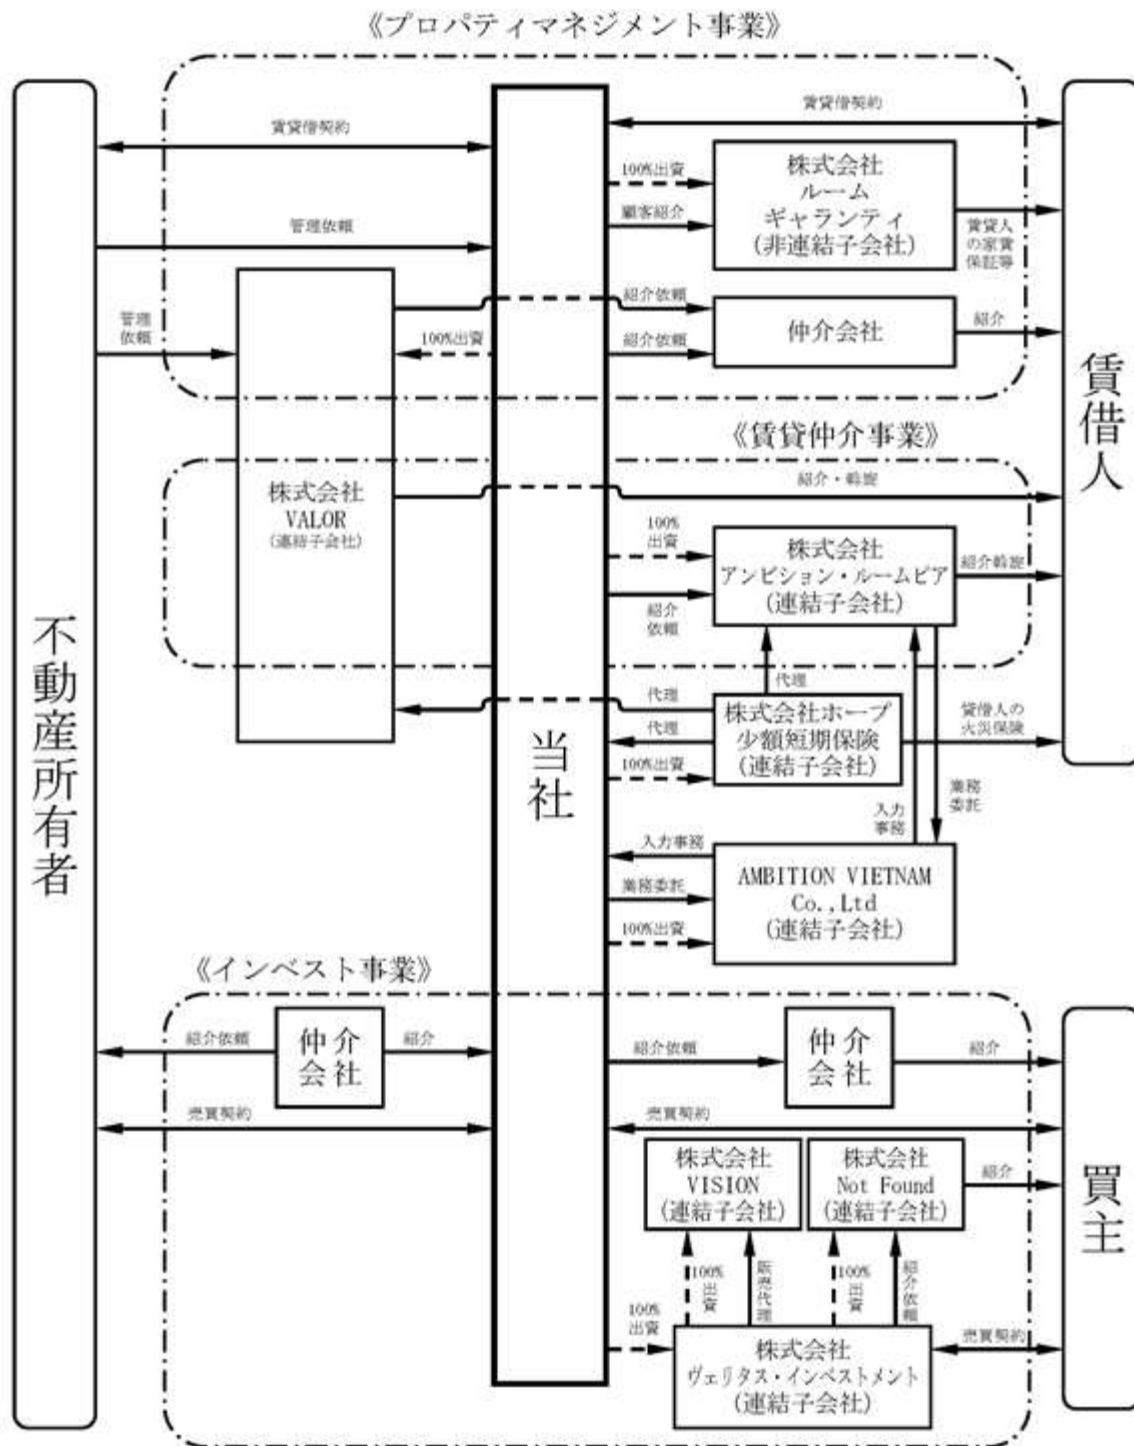 《プロパティマネジメント事業》
賃貸借契約
賃貸借契約
100%出資
顧客紹介
株式会社
ルーム
ギャランティ
(非連結子会社)
賃貸人
の家賃
保証等
管理依頼
管理
依頼
100%出資
紹介依頼
紹介依頼
仲介会社
紹介
賃借人
《賃貸仲介事業》
株式会社
VALOR
(連結子会社)
紹介・斡旋
100%
出資
紹介
依頼
株式会社
アンビション・ルームピア
(連結子会社)
紹介斡旋
不動産所有者
当社
代理
代理
代理
100%出資
株式会社ホープ
少額短期保険
(連結子会社)
賃借人の
火災保険
入力
事務
業務
委託
入力事務
業務委託
100%出資
AMBITION VIETNAM
Co.,Ltd
(連結子会社)
《インベスト事業》
紹介依頼
仲介
会社
紹介
紹介依頼
仲介
会社
紹介
売買契約
売買契約
株式会社
VISION
(連結子会社)
株式会社
Not Found
(連結子会社)
紹介
買主
100%
出資
販売代理
100%
出資
紹介依頼
100%
出資
株式会社
ヴェリタス・インベストメント
(連結子会社)
売買契約